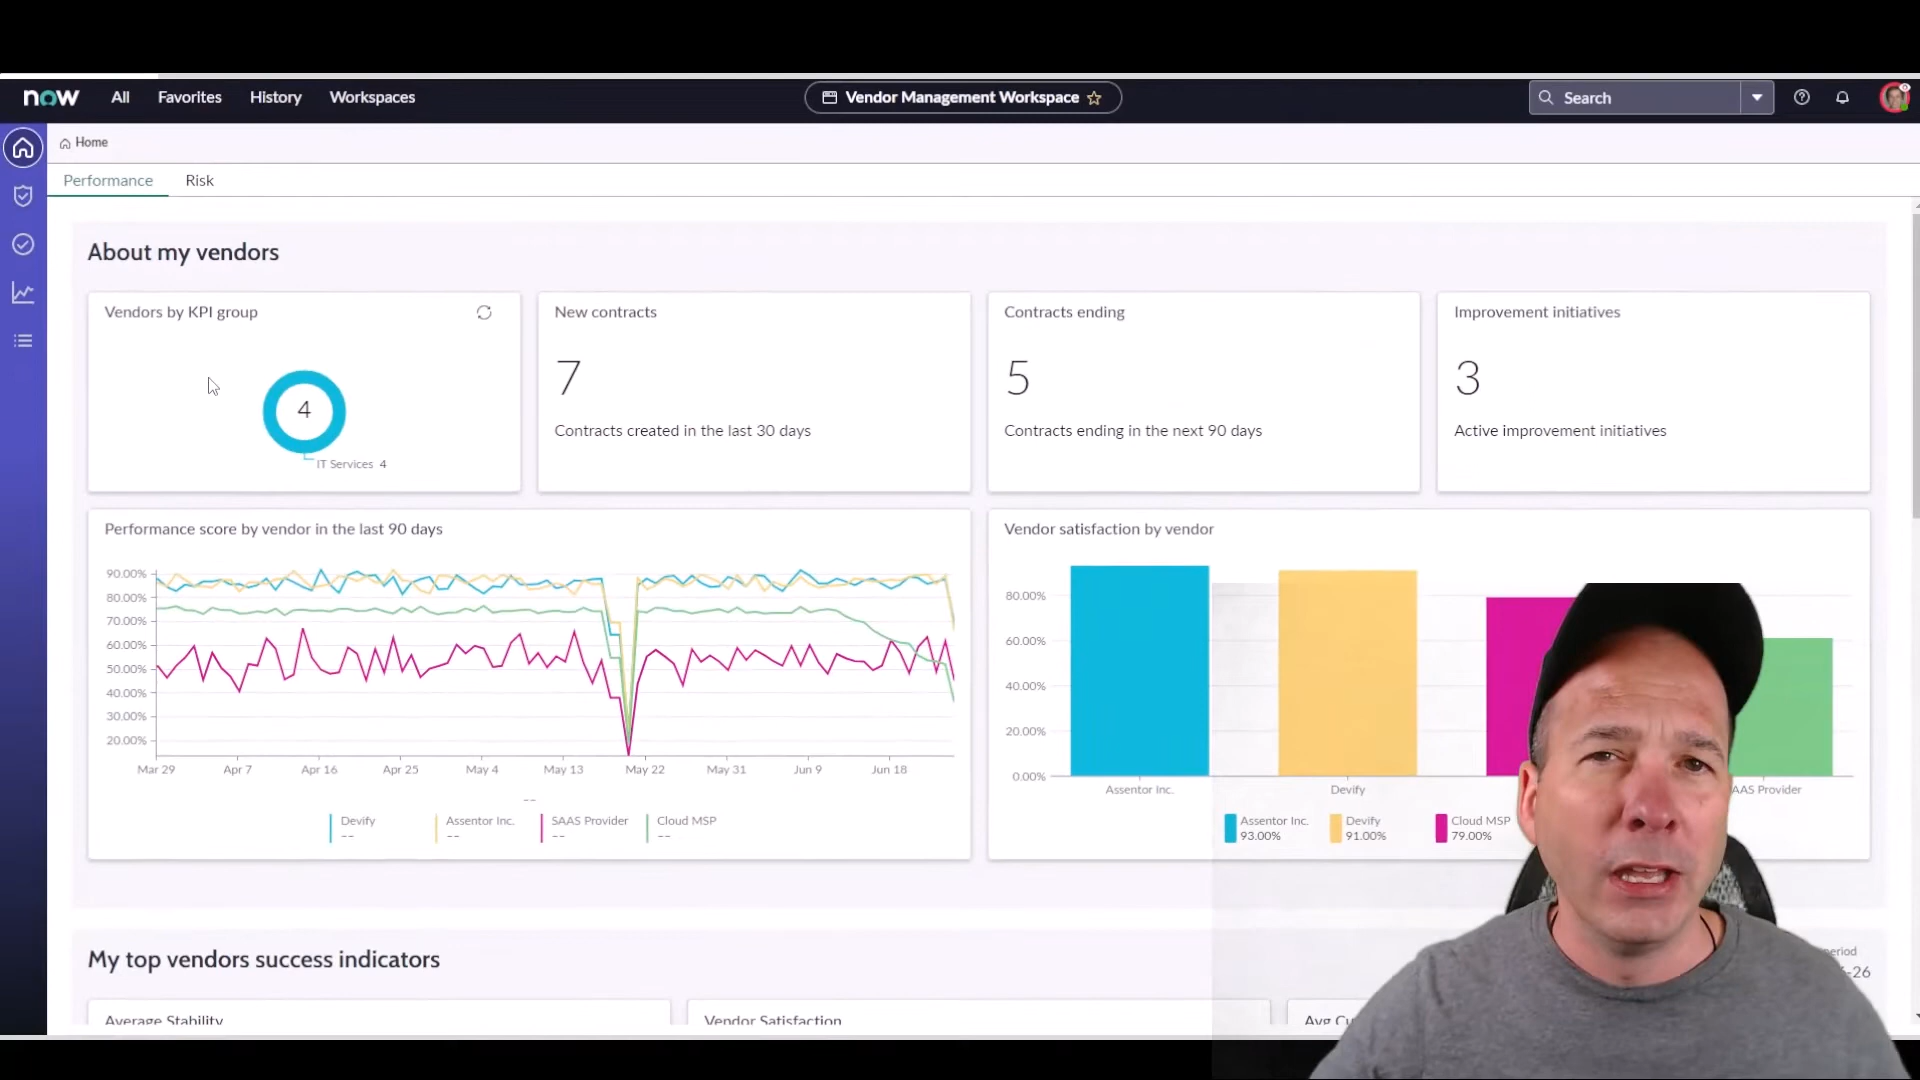 now All Favorites History Workspaces Vendor Management Workspace Search
Home
Performance Risk
About my vendors
Vendors by KPI group
4
IT Services 4
New contracts
7
Contracts created in the last 30 days
Contracts ending
5
Contracts ending in the next 90 days
Improvement initiatives
3
Active improvement initiatives
Performance score by vendor in the last 90 days
90.00%
80.00%
70.00%
60.00%
50.00%
40.00%
30.00%
20.00%
Mar 29 Apr 7 Apr 16 Apr 25 May 4 May 13 May 22 May 31 Jun 9 Jun 18
--
Devify Assentor Inc. SAAS Provider Cloud MSP
-- -- -- --
Vendor satisfaction by vendor
80.00%
60.00%
40.00%
20.00%
0.00%
Assentor Inc. Devify AAS Provider
Assentor Inc. Devify Cloud MSP
93.00% 91.00% 79.00%
My top vendors success indicators
period
-26
Average Stability
Vendor Satisfaction
Avg